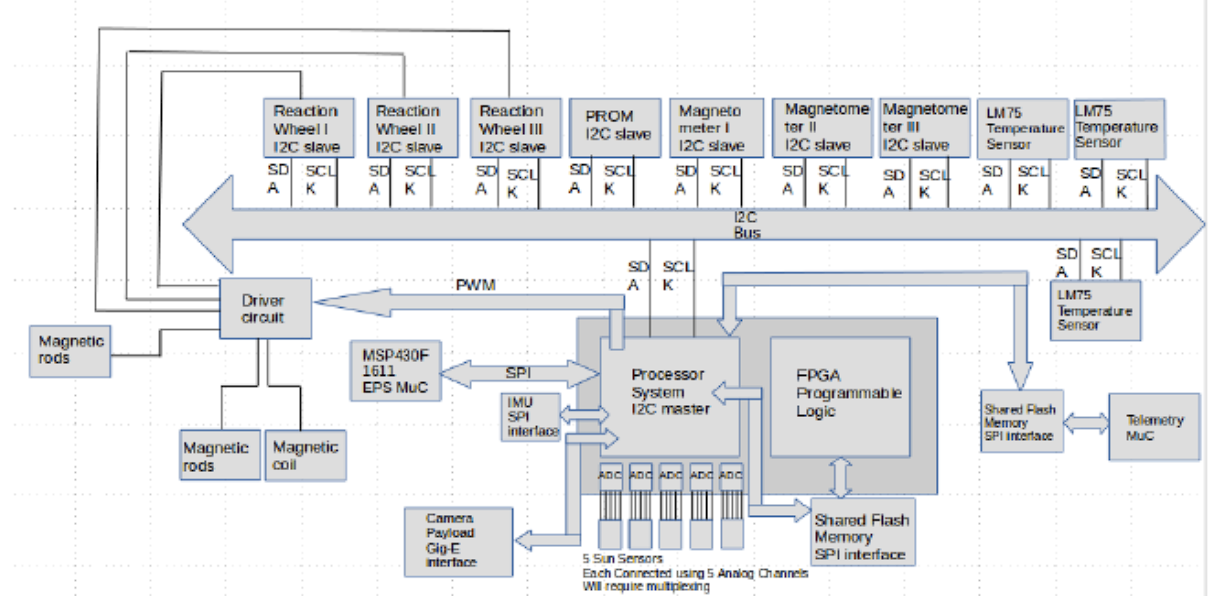 Reaction
Wheel I
I2C slave
Reaction
Wheel II
I2C slave
Reaction
Wheel III
I2C slave
PROM
I2C slave
Magneto
meter I
I2C slave
Magnetome
ter II
I2C slave
Magnetome
ter III
I2C slave
LM75
Temperature
Sensor
LM75
Temperature
Sensor
SD
A
SCL
K
SD
A
SCL
K
SD
A
SCL
K
SD
A
SCL
K
SD
A
SCL
K
SD
A
SCL
K
SD
A
SCL
K
SD
A
SCL
K
SD
A
SCL
K
I2C
Bus
SD
A
SCL
K
SD
A
SCL
K
LM75
Temperature
Sensor
PWM
Driver
circuit
Magnetic
rods
MSP430F
1611
EPS MuC
SPI
Processor
System
I2C master
FPGA
Programmable
Logic
IMU
SPI
interface
Shared Flash
Memory
SPI interface
Telemetry
MuC
Magnetic
rods
Magnetic
coil
ADC
ADC
ADC
ADC
ADC
Camera
Payload
Gig-E
interface
Shared Flash
Memory
SPI interface
5 Sun Sensors
Each Connected using 5 Analog Channels
Will require multiplexing